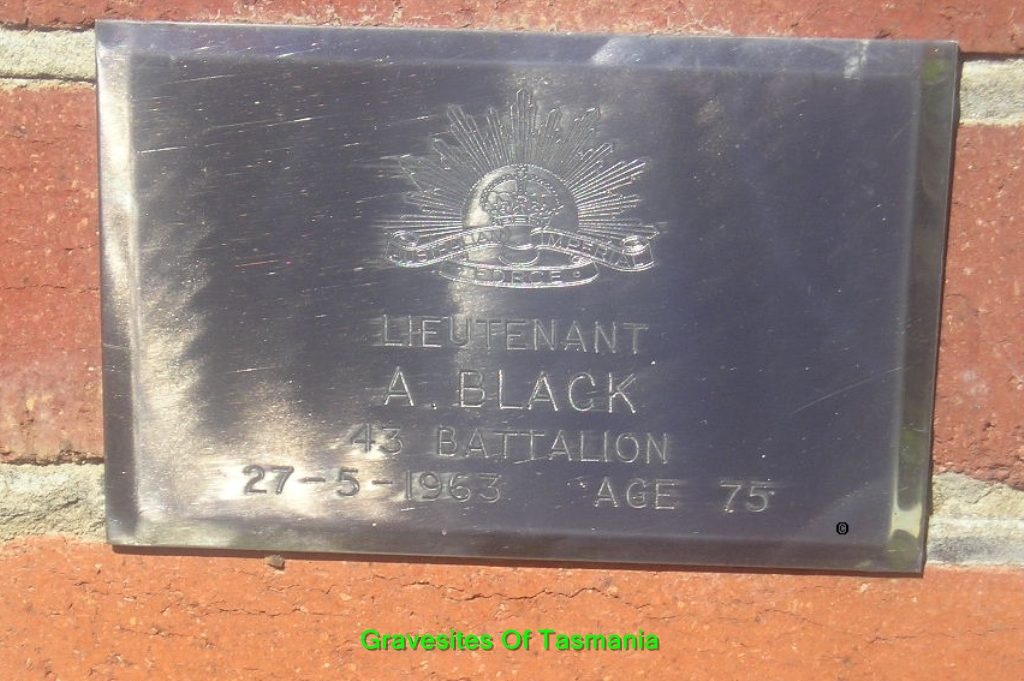 AUSTRALIAN IMPERIAL
FORCE
LIEUTENANT
A. BLACK
43 BATTALION
27-5-1963 AGE 75
©
Gravesites Of Tasmania